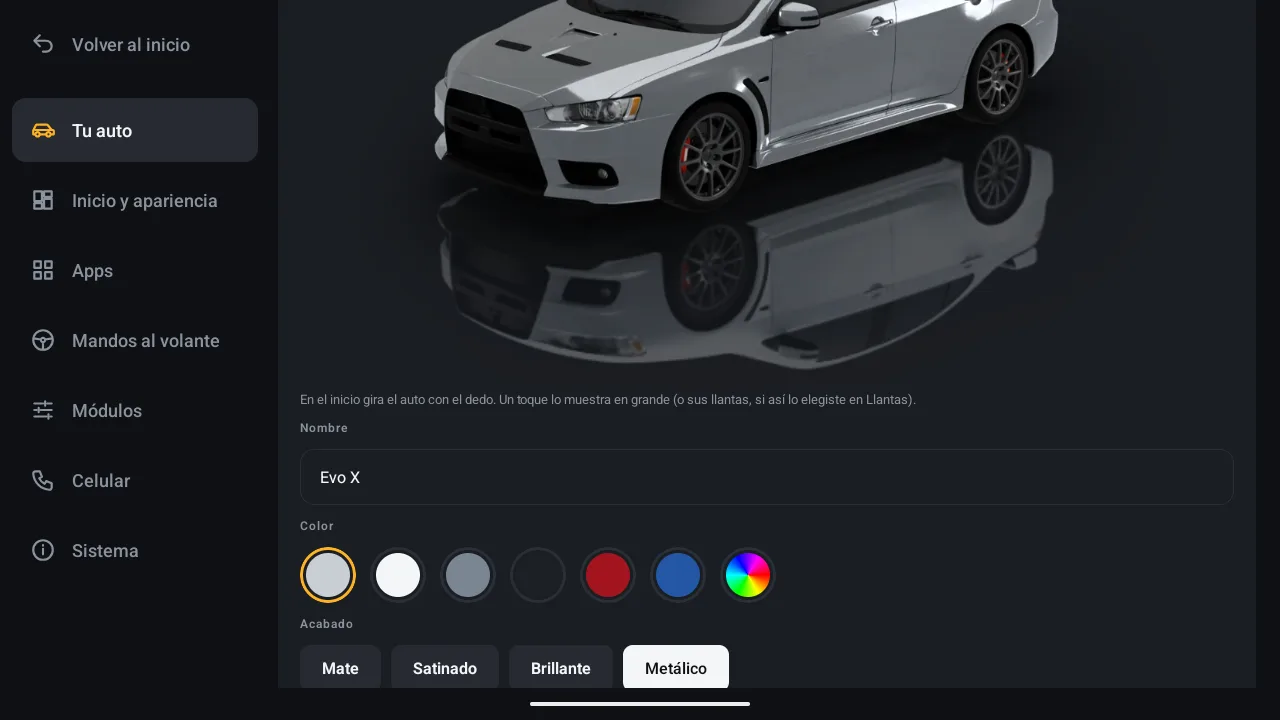 Volver al inicio
Tu auto
Inicio y apariencia
Apps
Mandos al volante
Módulos
Celular
Sistema
En el inicio gira el auto con el dedo. Un toque lo muestra en grande (o sus llantas, si así lo elegiste en Llantas).
Nombre
Evo X
Color
Acabado
Mate Satinado Brillante Metálico